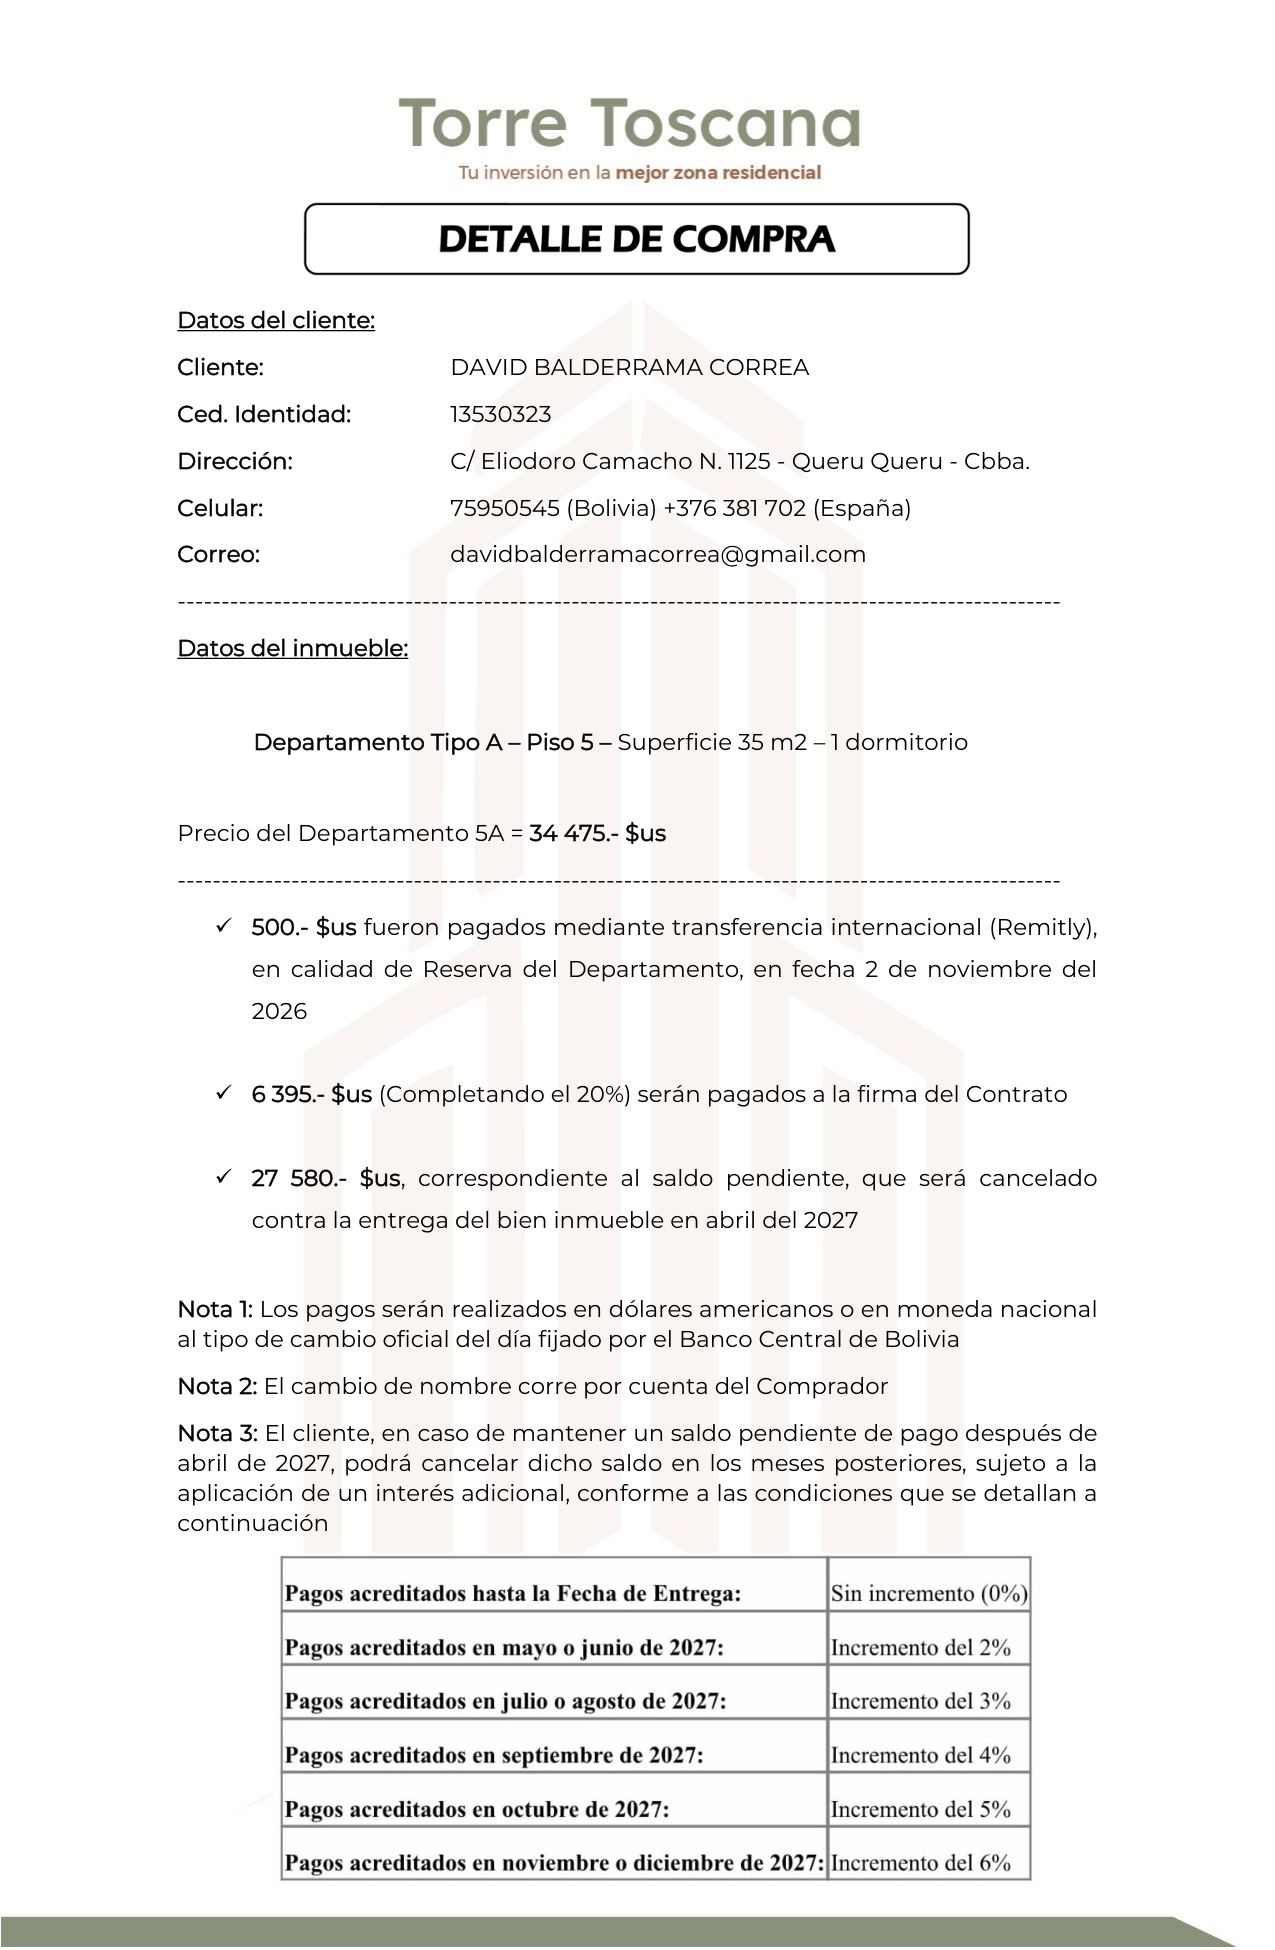 Torre Toscana
Tu inversión en la mejor zona residencial
DETALLE DE COMPRA
Datos del cliente:
Cliente: DAVID BALDERRAMA CORREA
Ced. Identidad: 13530323
Dirección: C/ Eliodoro Camacho N. 1125 - Queru Queru - Cbba.
Celular: 75950545 (Bolivia) +376 381 702 (España)
Correo: davidbalderramacorrea@gmail.com
-----------------------------------------------------------------------------------------------------
Datos del inmueble:
Departamento Tipo A – Piso 5 – Superficie 35 m2 – 1 dormitorio
Precio del Departamento 5A = 34 475.- $us
-----------------------------------------------------------------------------------------------------
✓ 500.- $us fueron pagados mediante transferencia internacional (Remitly),
en calidad de Reserva del Departamento, en fecha 2 de noviembre del
2026
✓ 6 395.- $us (Completando el 20%) serán pagados a la firma del Contrato
✓ 27 580.- $us, correspondiente al saldo pendiente, que será cancelado
contra la entrega del bien inmueble en abril del 2027
Nota 1: Los pagos serán realizados en dólares americanos o en moneda nacional
al tipo de cambio oficial del día fijado por el Banco Central de Bolivia
Nota 2: El cambio de nombre corre por cuenta del Comprador
Nota 3: El cliente, en caso de mantener un saldo pendiente de pago después de
abril de 2027, podrá cancelar dicho saldo en los meses posteriores, sujeto a la
aplicación de un interés adicional, conforme a las condiciones que se detallan a
continuación
Pagos acreditados hasta la Fecha de Entrega: Sin incremento (0%)
Pagos acreditados en mayo o junio de 2027: Incremento del 2%
Pagos acreditados en julio o agosto de 2027: Incremento del 3%
Pagos acreditados en septiembre de 2027: Incremento del 4%
Pagos acreditados en octubre de 2027: Incremento del 5%
Pagos acreditados en noviembre o diciembre de 2027: Incremento del 6%